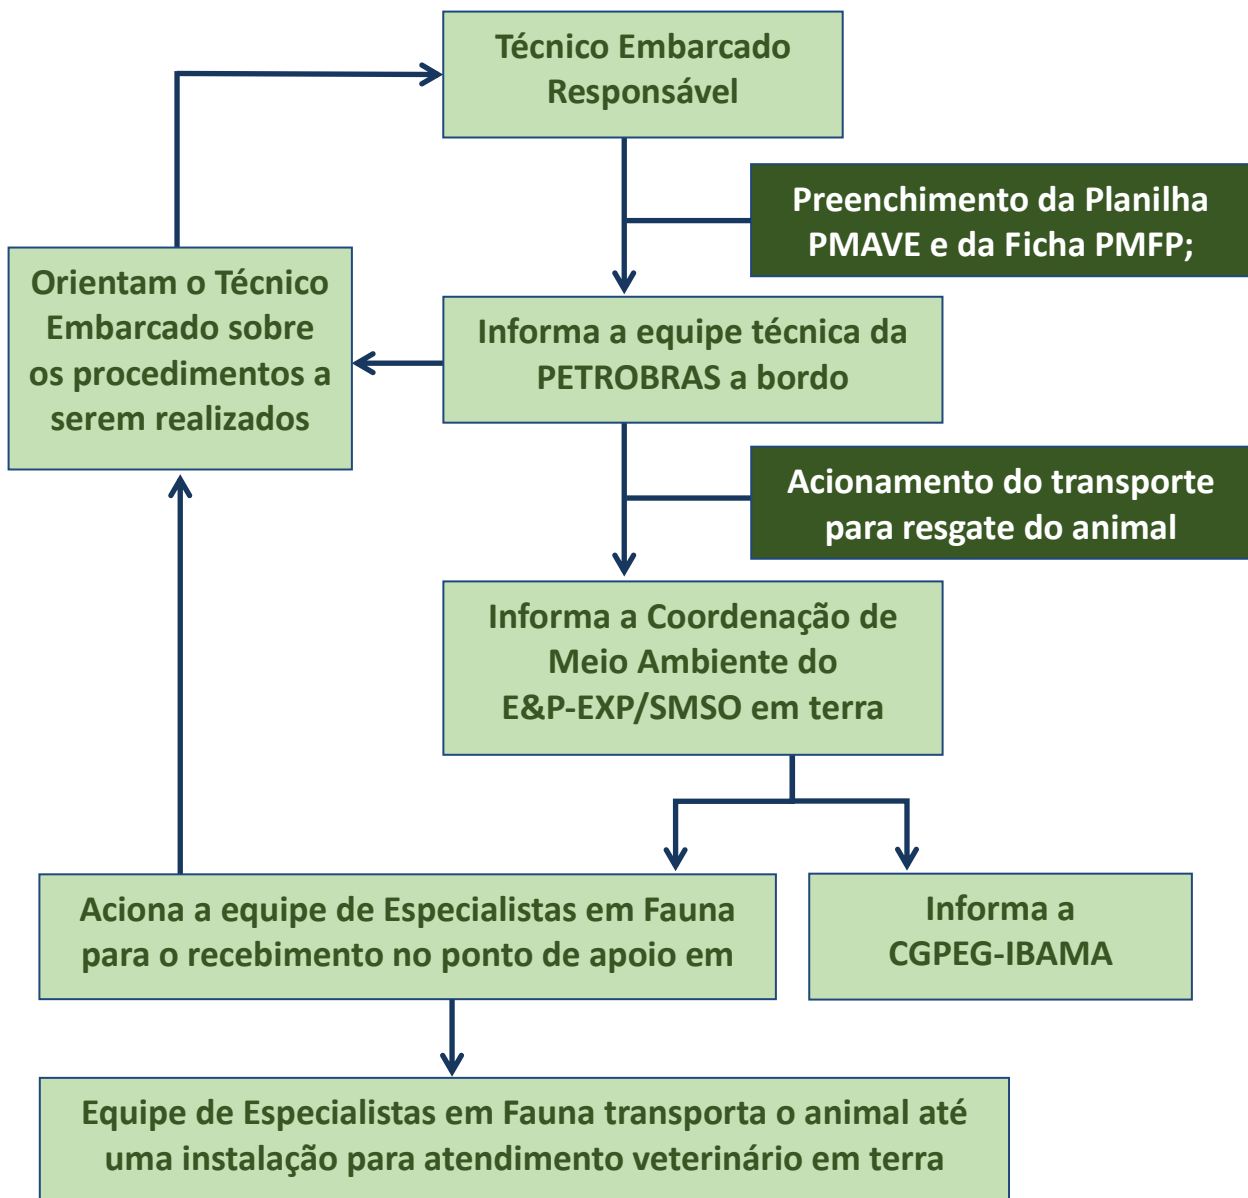 Técnico Embarcado
Responsável
Preenchimento da Planilha
PMAVE e da Ficha PMFP;
Orientam o Técnico
Embarcado sobre
os procedimentos a
serem realizados
Informa a equipe técnica da
PETROBRAS a bordo
Acionamento do transporte
para resgate do animal
Informa a Coordenação de
Meio Ambiente do
E&P-EXP/SMSO em terra
Aciona a equipe de Especialistas em Fauna
para o recebimento no ponto de apoio em
Informa a
CGPEG-IBAMA
Equipe de Especialistas em Fauna transporta o animal até
uma instalação para atendimento veterinário em terra